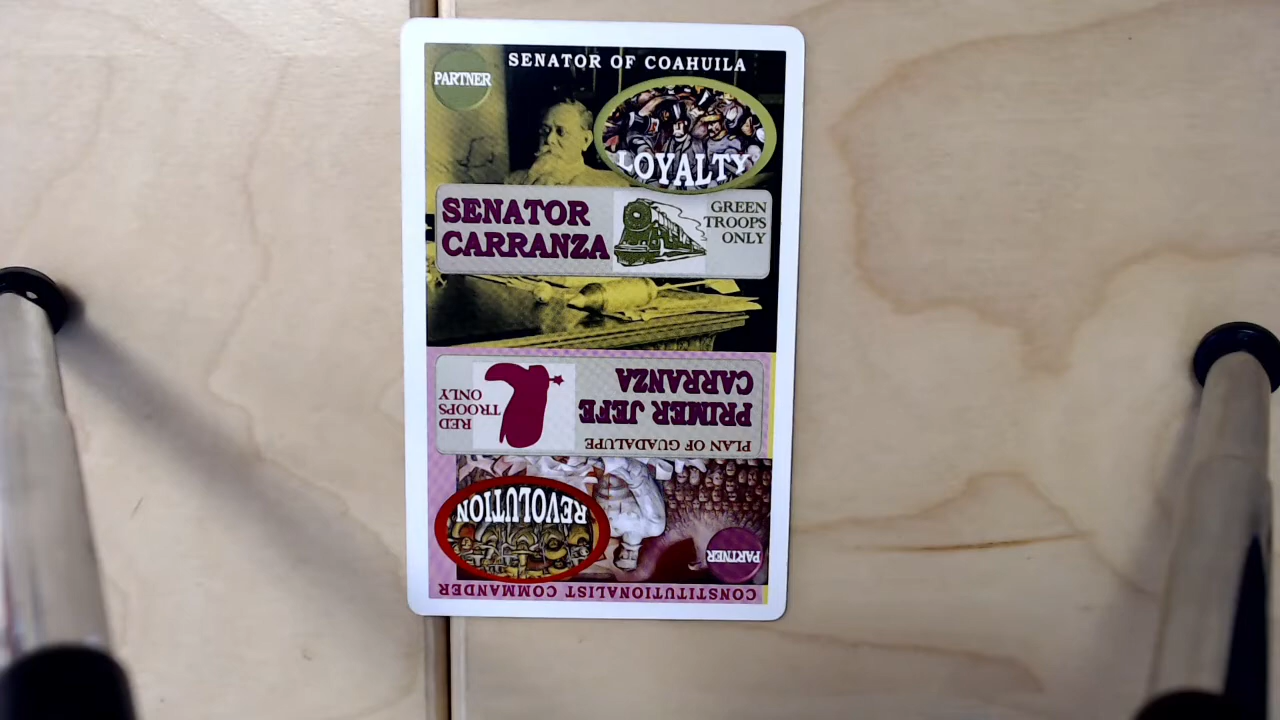 SENATOR OF COAHUILA
PARTNER
LOYALTY
SENATOR
CARRANZA
GREEN
TROOPS
ONLY
PLAN OF GUADALUPE
PRIMER JEFE
CARRANZA
RED
TROOPS
ONLY
REVOLUTION
PARTNER
CONSTITUTIONALIST COMMANDER